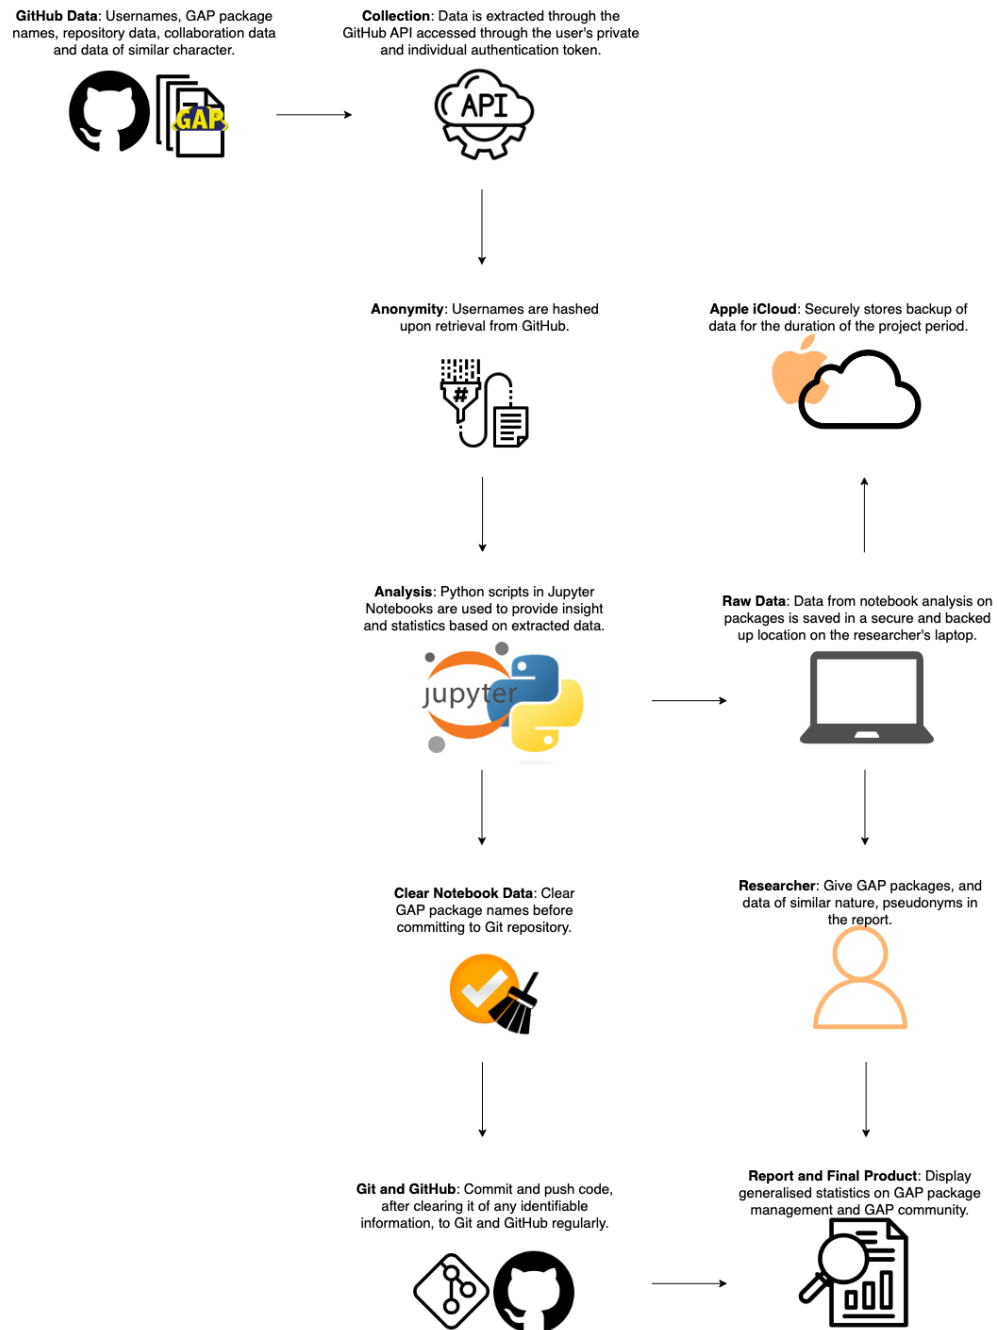 GitHub Data: Usernames, GAP package
names, repository data, collaboration data
and data of similar character.
GAP
Collection: Data is extracted through the
GitHub API accessed through the user's private
and individual authentication token.
API
Anonymity: Usernames are hashed
upon retrieval from GitHub.
#
Apple iCloud: Securely stores backup of
data for the duration of the project period.
Analysis: Python scripts in Jupyter
Notebooks are used to provide insight
and statistics based on extracted data.
jupyter
Raw Data: Data from notebook analysis on
packages is saved in a secure and backed
up location on the researcher's laptop.
Clear Notebook Data: Clear
GAP package names before
committing to Git repository.
Researcher: Give GAP packages, and
data of similar nature, pseudonyms in
the report.
Git and GitHub: Commit and push code,
after clearing it of any identifiable
information, to Git and GitHub regularly.
Report and Final Product: Display
generalised statistics on GAP package
management and GAP community.